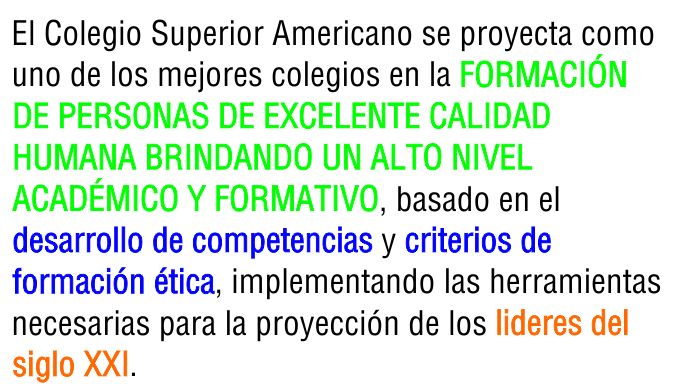 El Colegio Superior Americano se proyecta como
uno de los mejores colegios en la FORMACIÓN
DE PERSONAS DE EXCELENTE CALIDAD
HUMANA BRINDANDO UN ALTO NIVEL
ACADÉMICO Y FORMATIVO, basado en el
desarrollo de competencias y criterios de
formación ética, implementando las herramientas
necesarias para la proyección de los lideres del
siglo XXI.